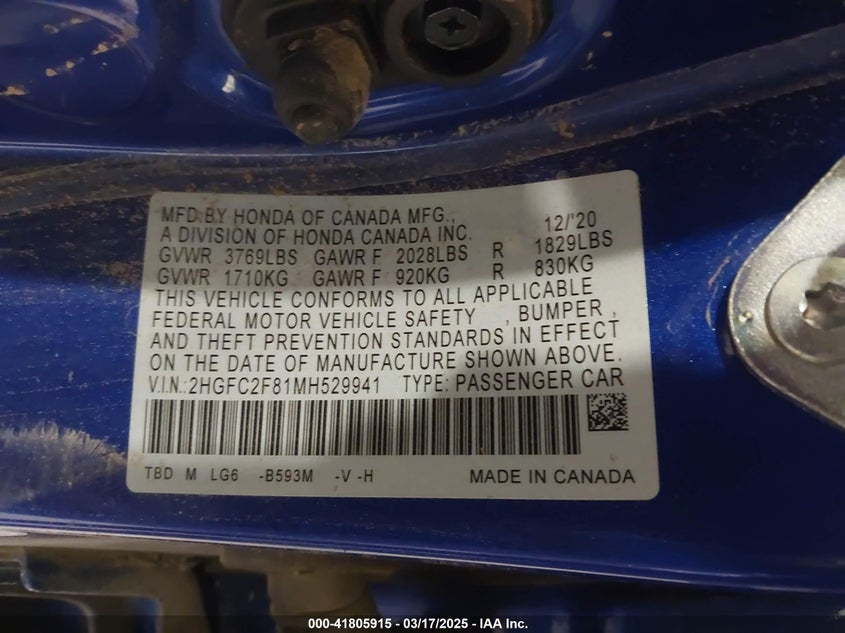 MFD BY HONDA OF CANADA MFG., 12/'20
A DIVISION OF HONDA CANADA INC.
GVWR 3769LBS GAWR F 2028LBS R 1829LBS
GVWR 1710KG GAWR F 920KG R 830KG
THIS VEHICLE CONFORMS TO ALL APPLICABLE
FEDERAL MOTOR VEHICLE SAFETY , BUMPER ,
AND THEFT PREVENTION STANDARDS IN EFFECT
ON THE DATE OF MANUFACTURE SHOWN ABOVE.
V.I.N.:2HGFC2F81MH529941 TYPE: PASSENGER CAR
TBD M LG6 -B593M -V -H MADE IN CANADA
000-41805915 — 03/17/2025 — IAA Inc.